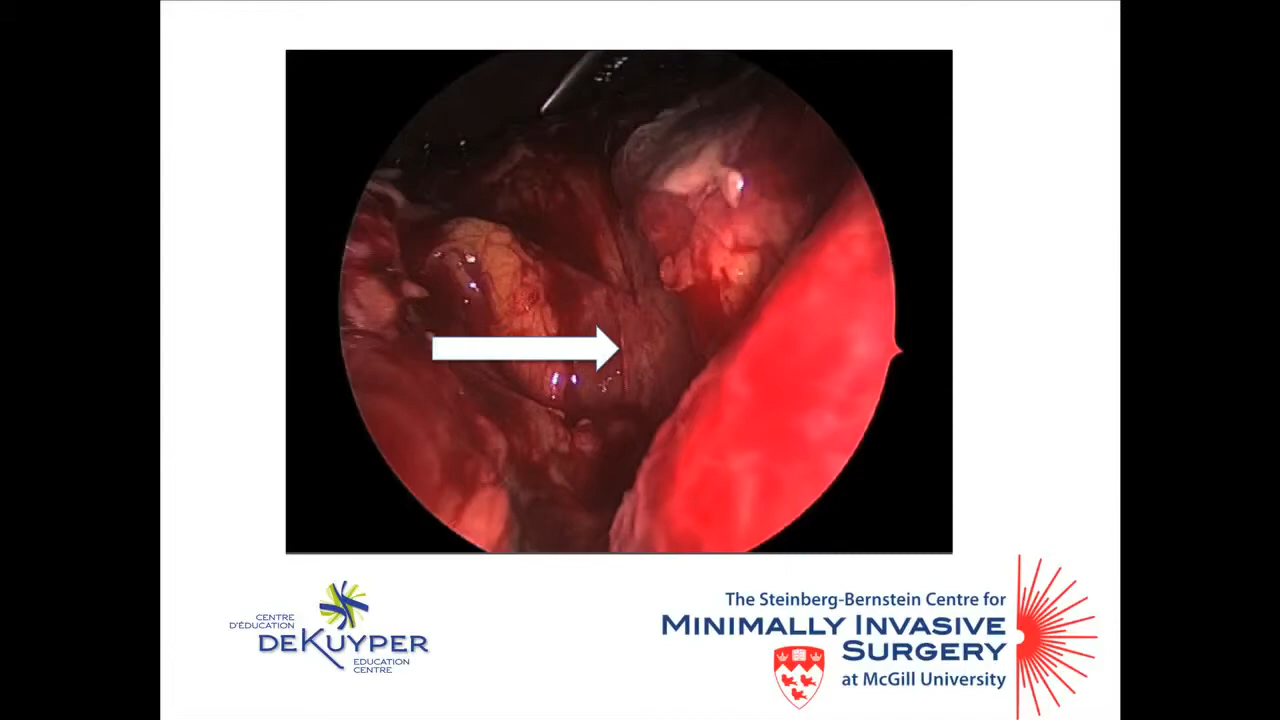 CENTRE
D'ÉDUCATION
DEKUYPER
EDUCATION
CENTRE
The Steinberg-Bernstein Centre for
MINIMALLY INVASIVE
SURGERY
at McGill University